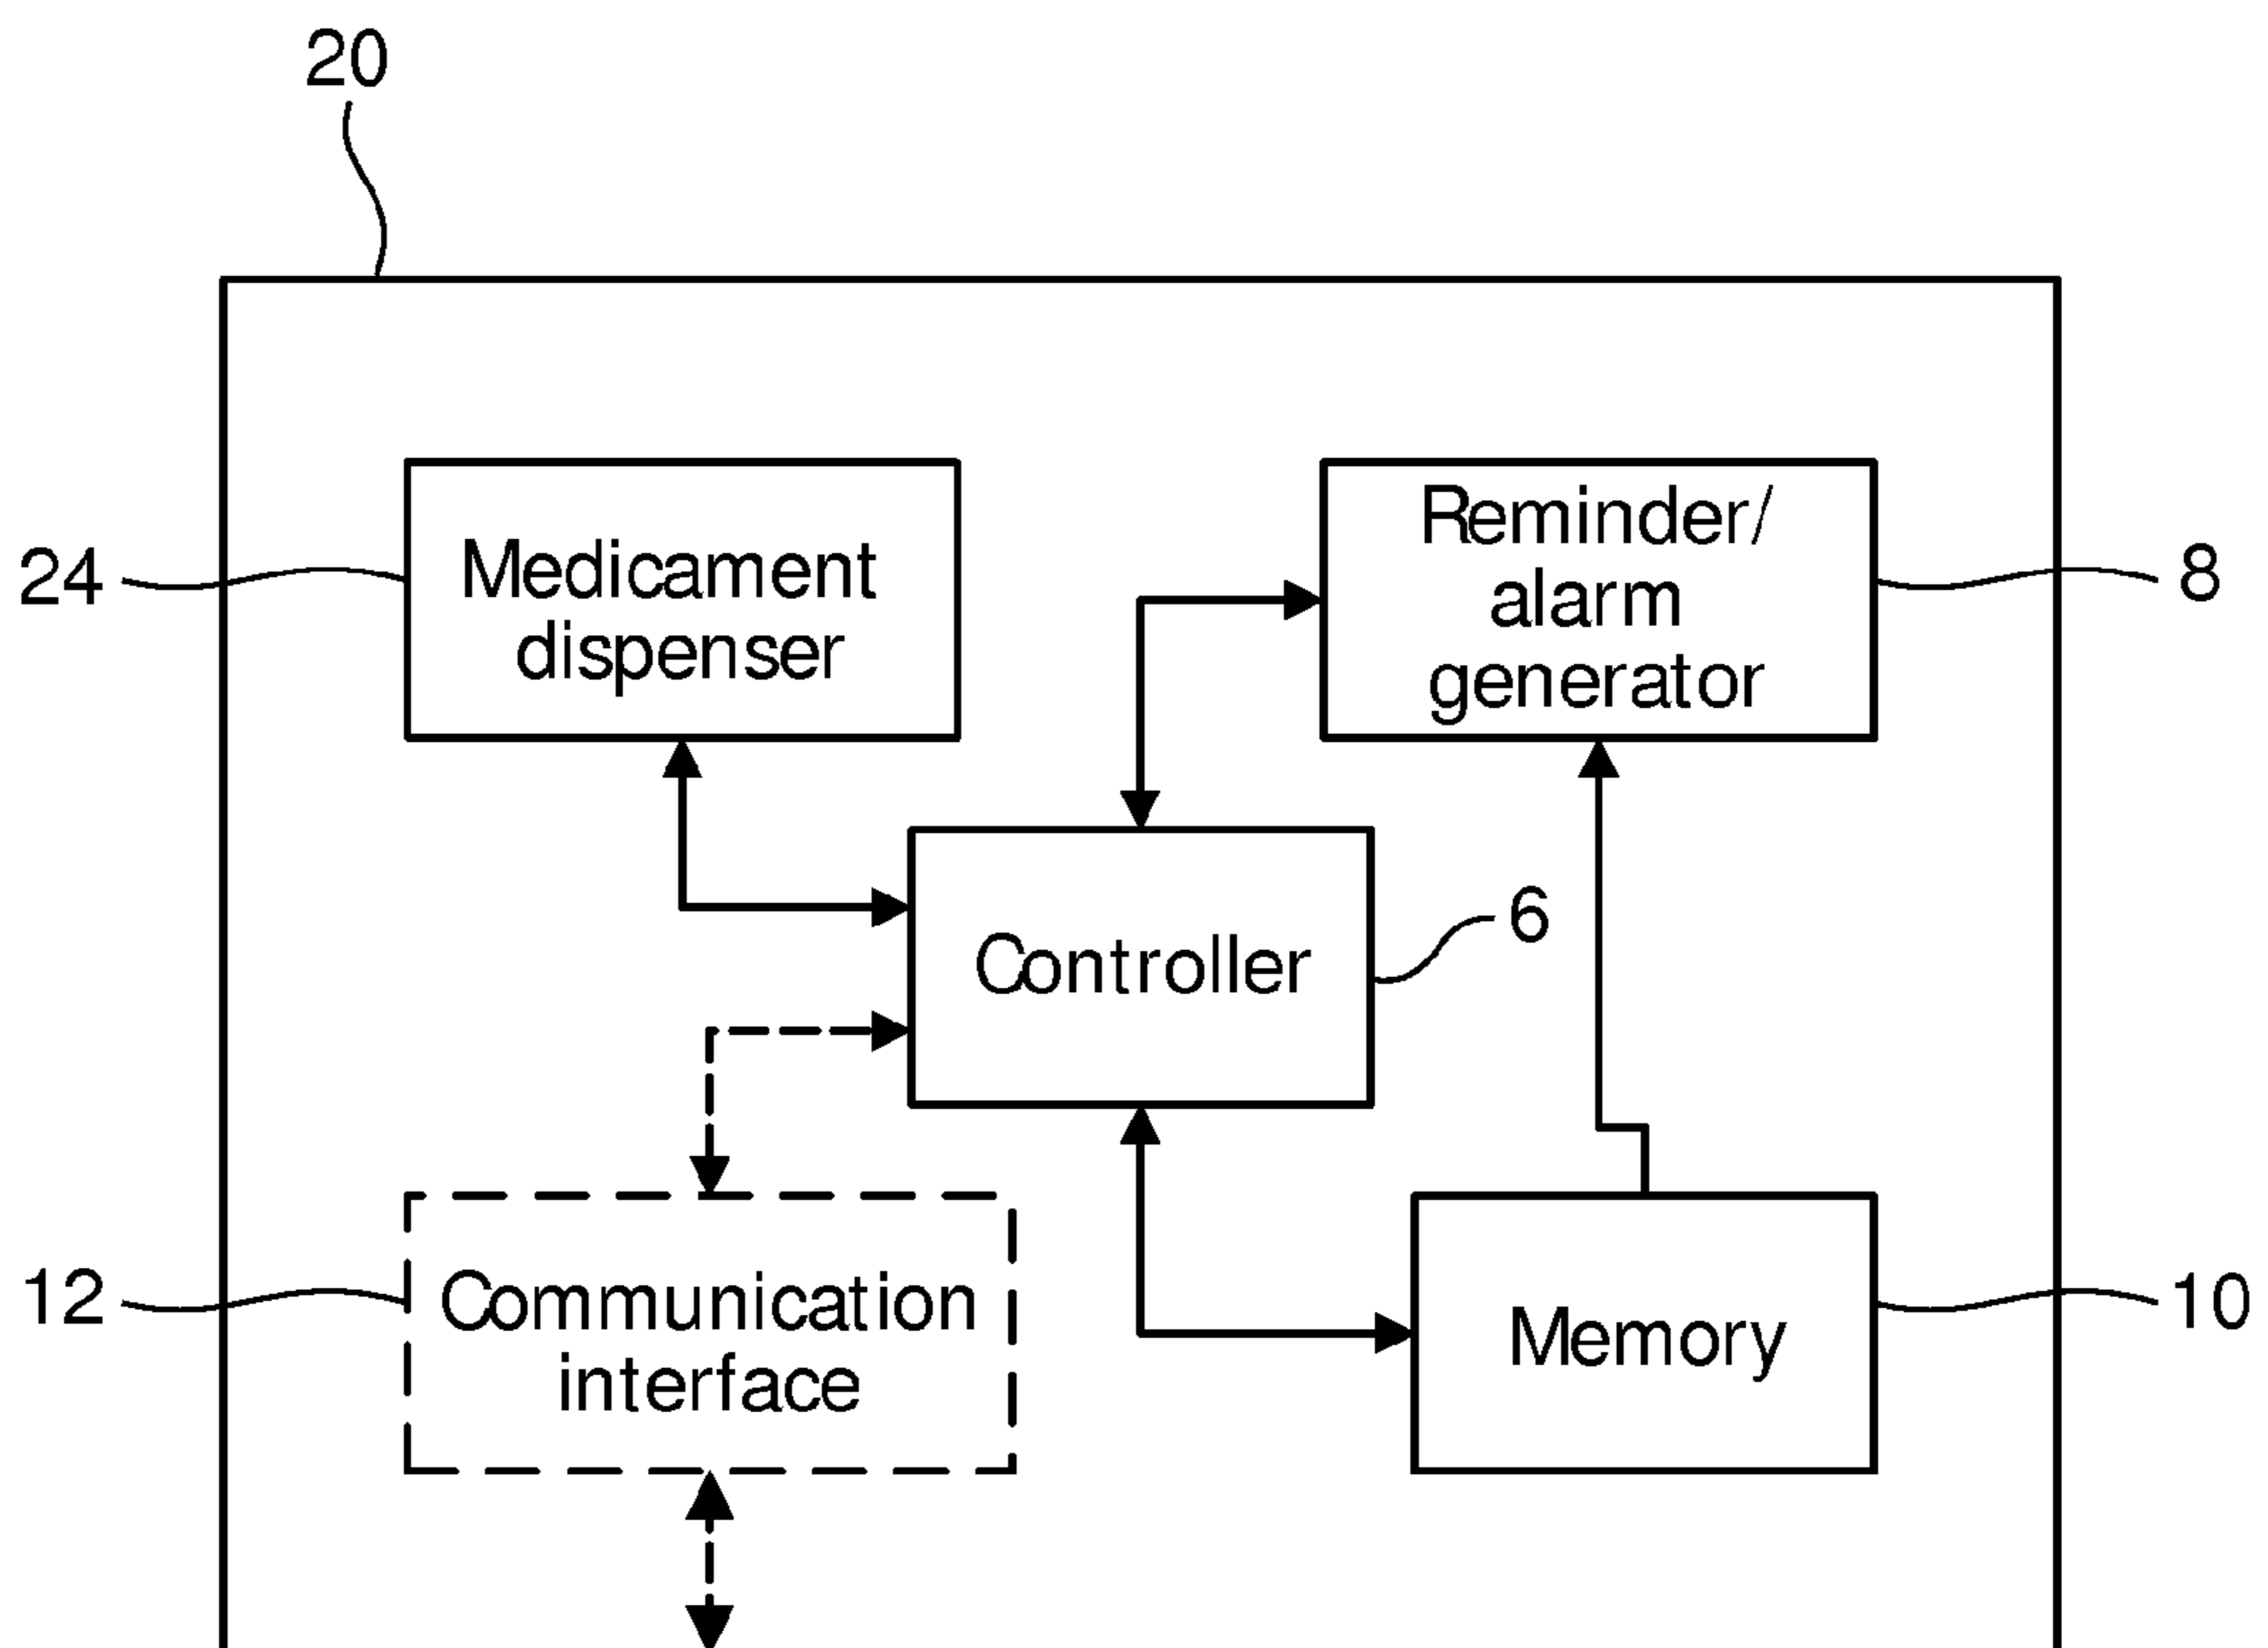 20
24
Medicament
dispenser
Reminder/
alarm
generator
8
Controller
6
12
Communication
interface
Memory
10